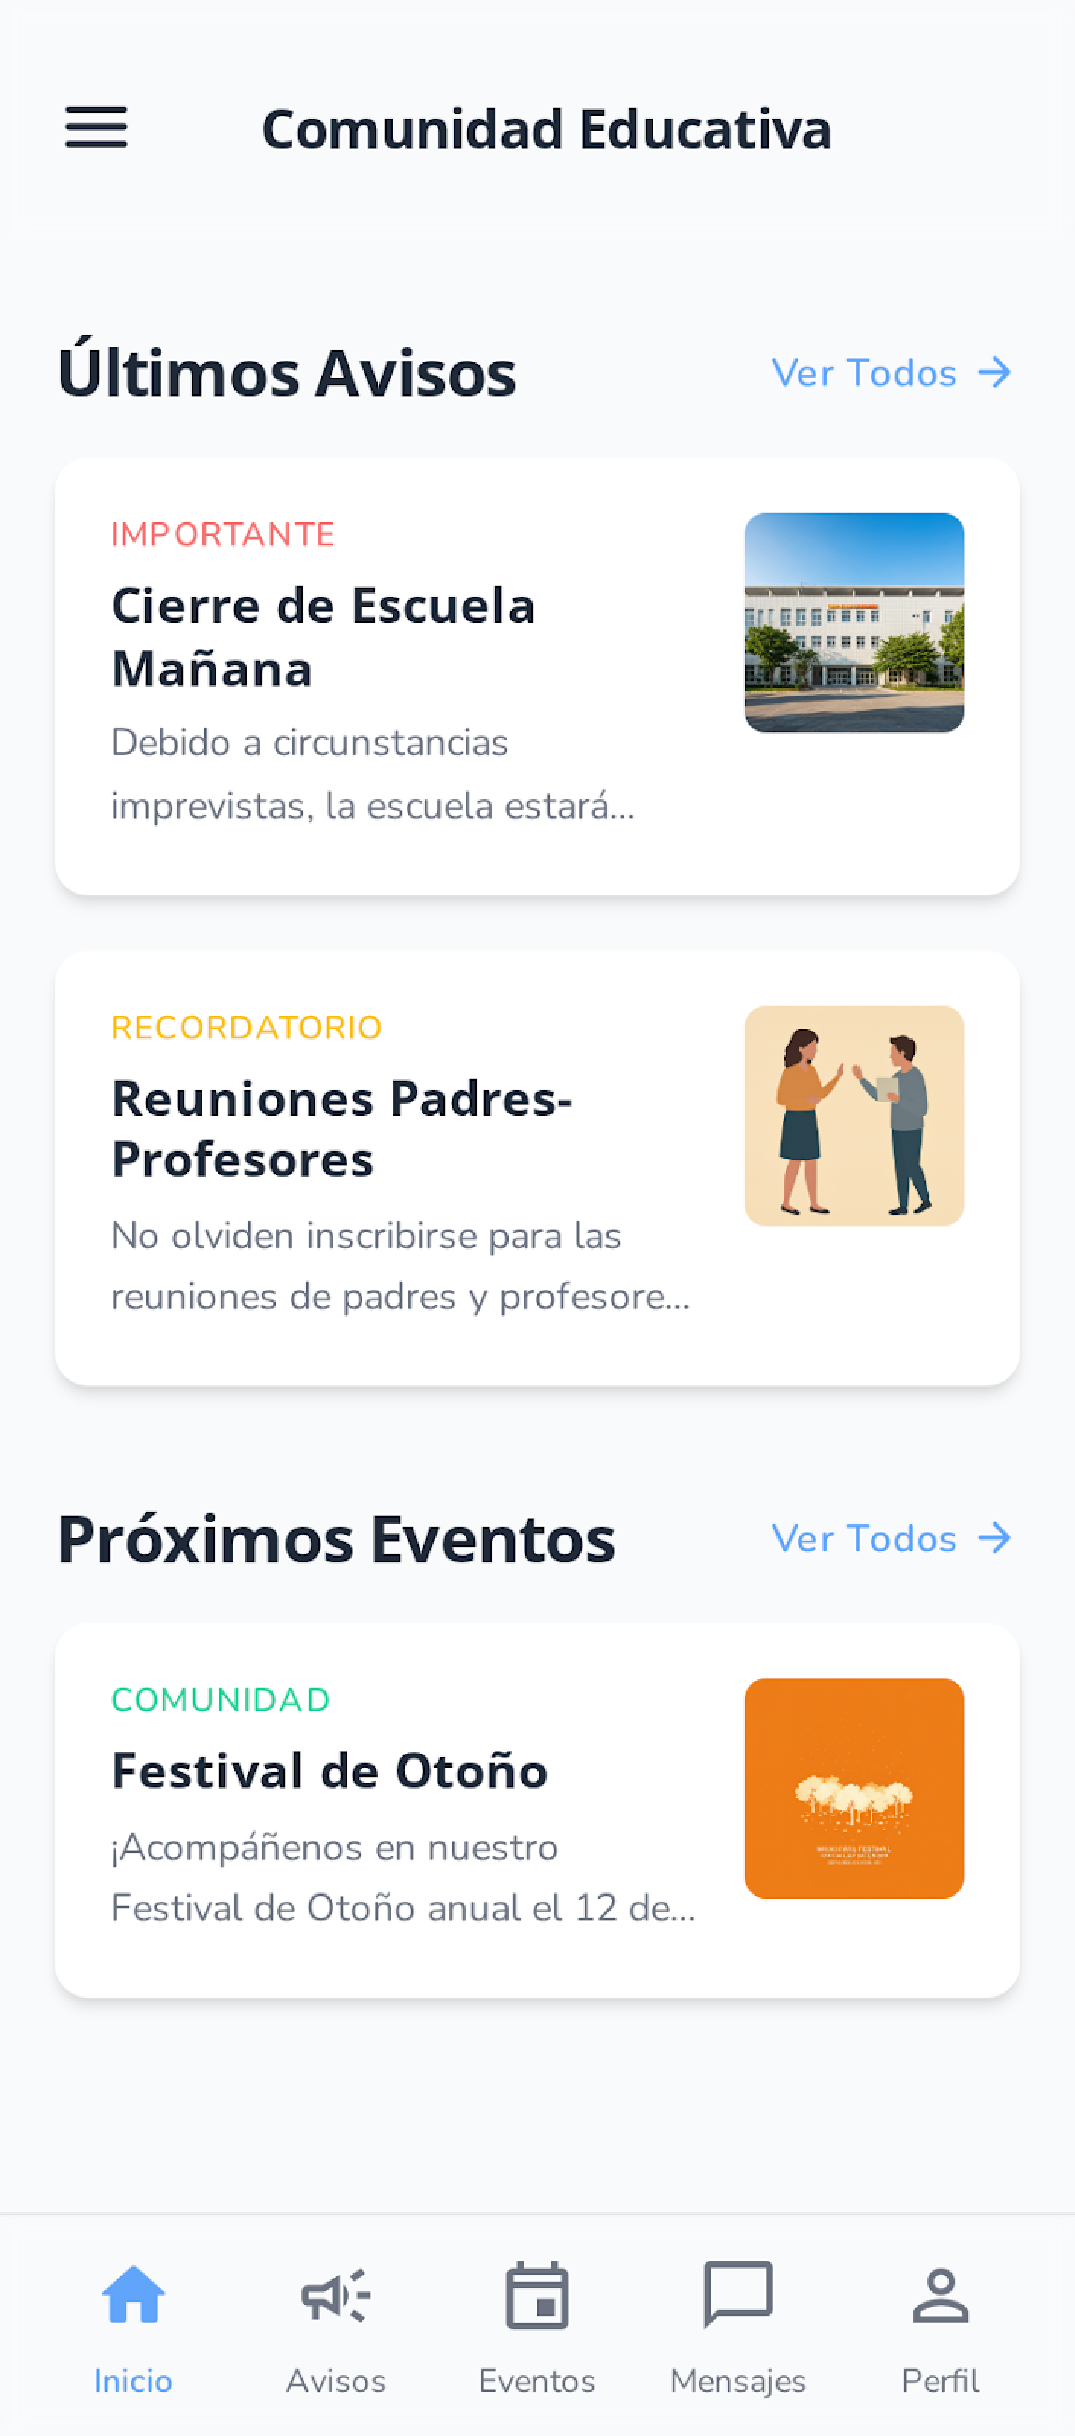 Comunidad Educativa
Últimos Avisos
Ver Todos →
IMPORTANTE
Cierre de Escuela
Mañana
Debido a circunstancias
imprevistas, la escuela estará...
RECORDATORIO
Reuniones Padres-
Profesores
No olviden inscribirse para las
reuniones de padres y profesore...
Próximos Eventos
Ver Todos →
COMUNIDAD
Festival de Otoño
¡Acompáñenos en nuestro
Festival de Otoño anual el 12 de...
Inicio
Avisos
Eventos
Mensajes
Perfil